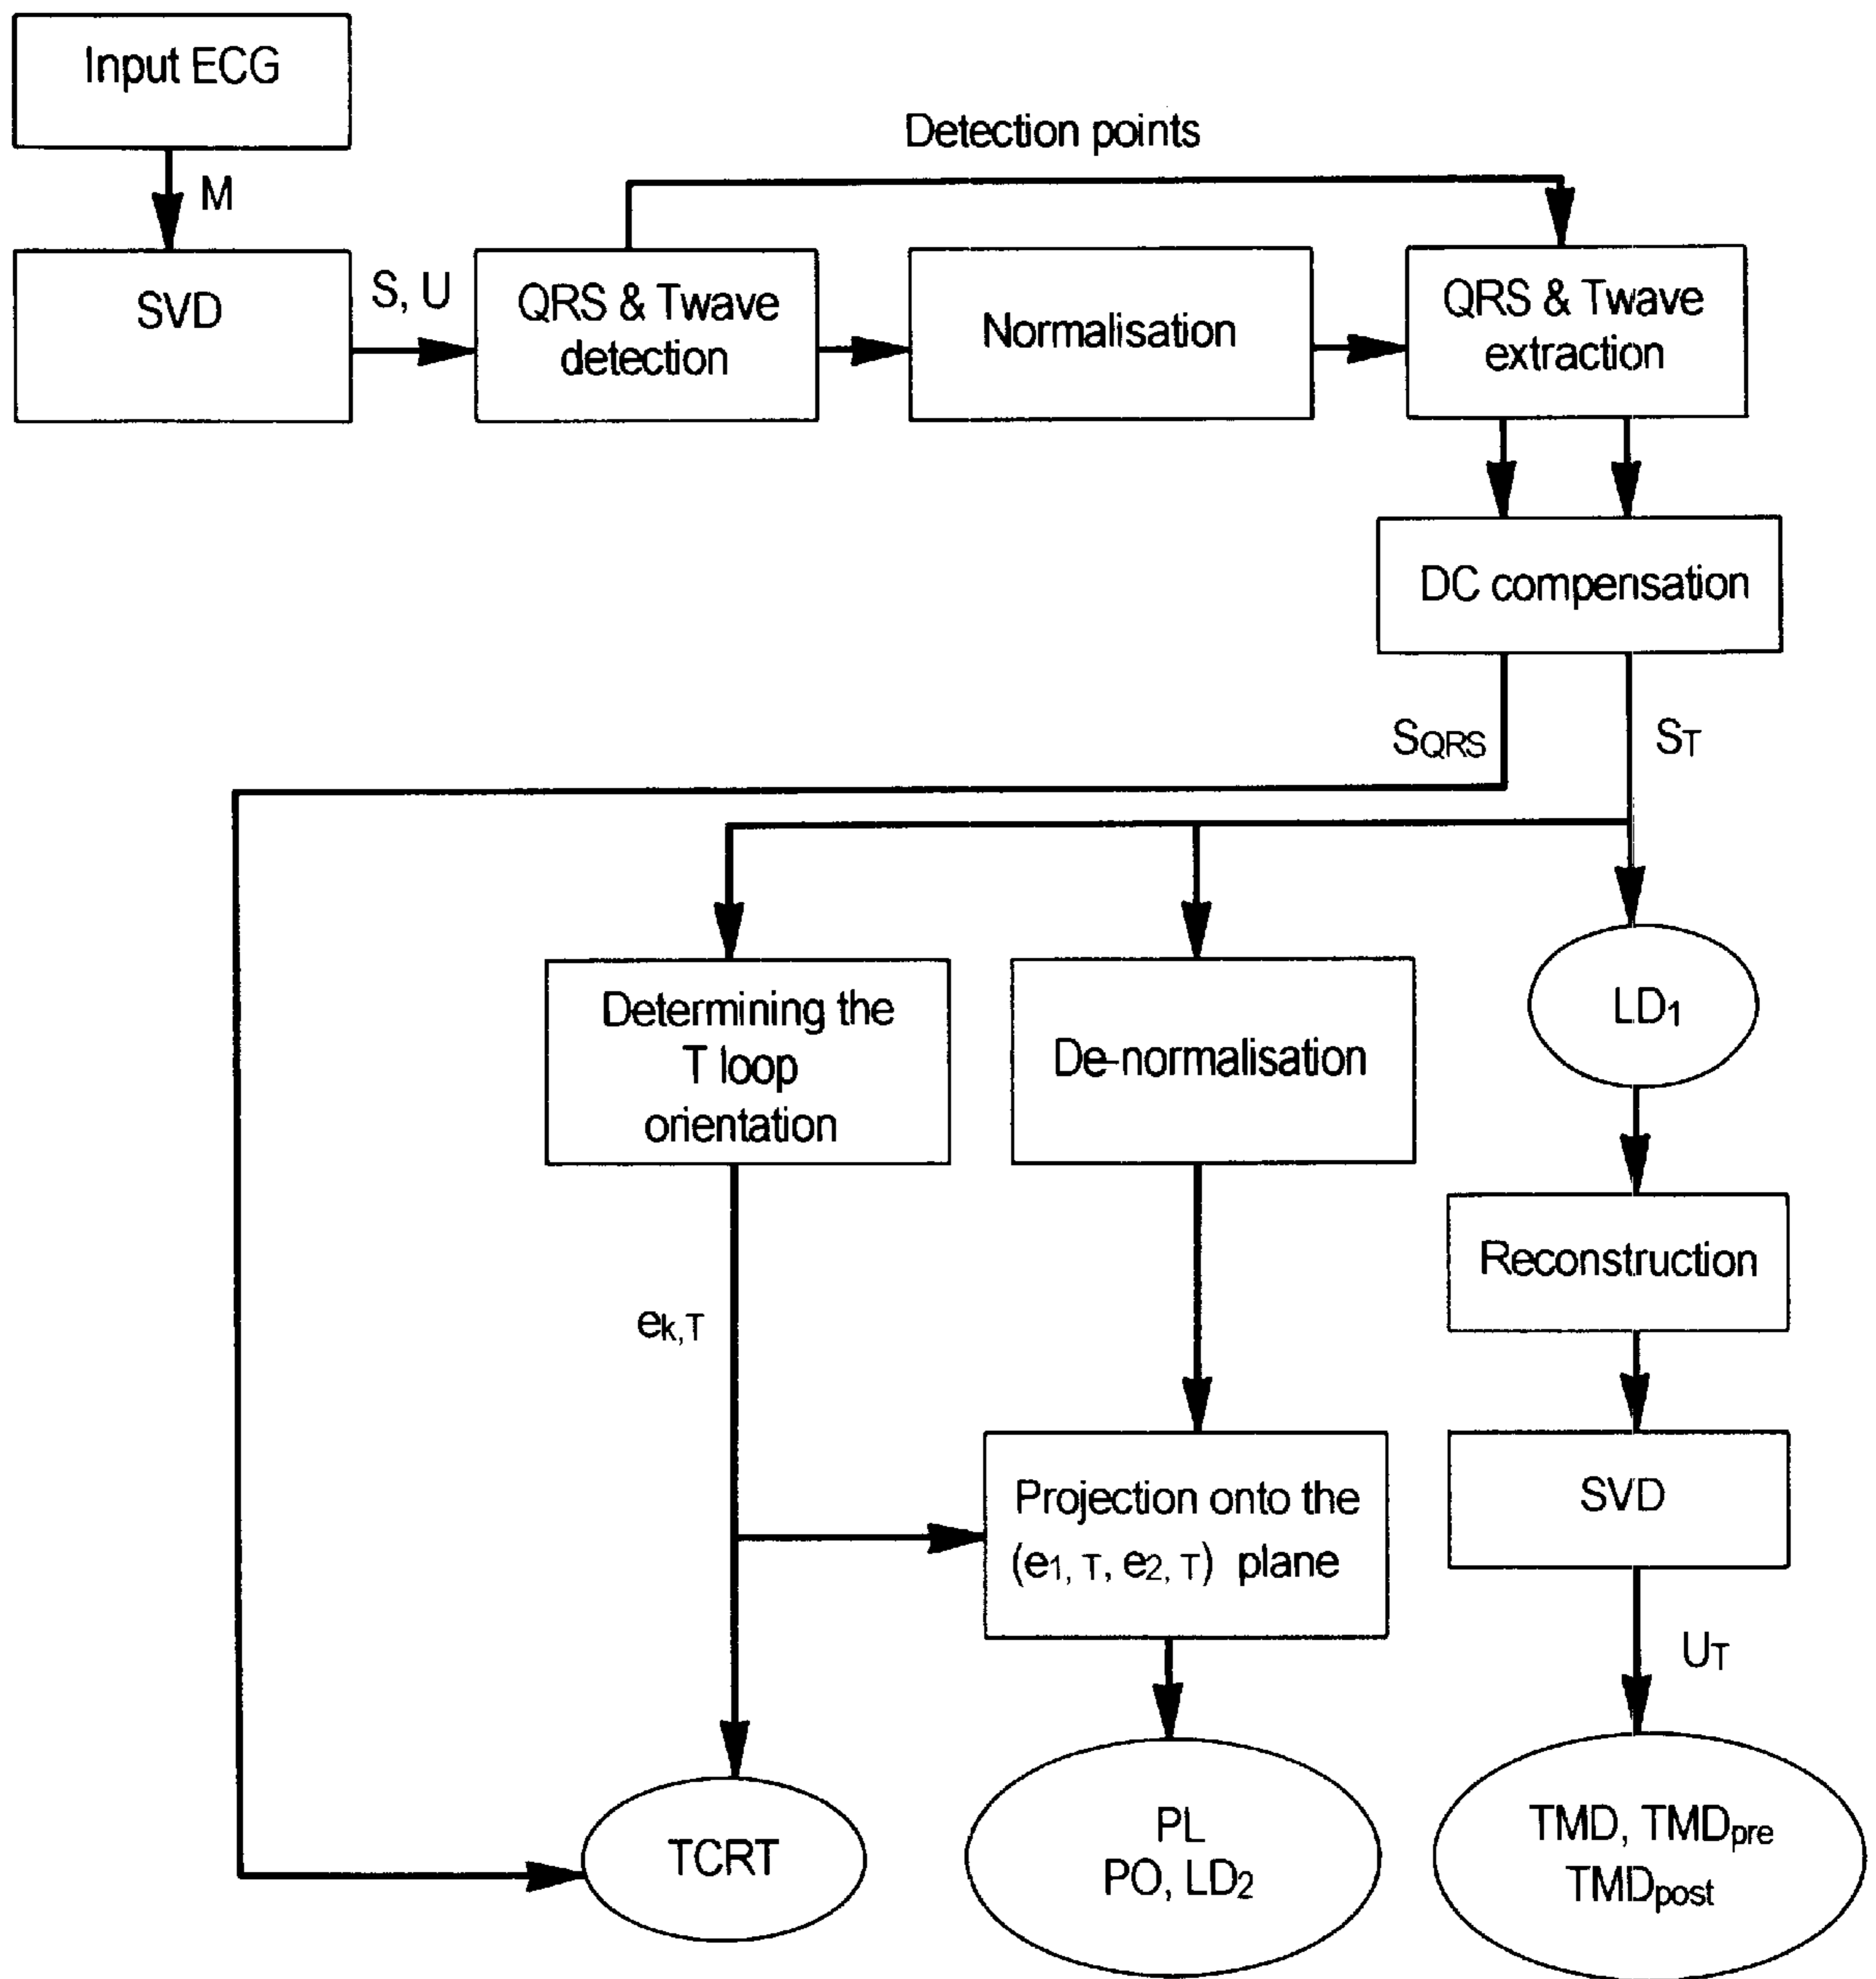 Input ECG
M
Detection points
SVD
S, U
QRS & Twave
detection
Normalisation
QRS & Twave
extraction
DC compensation
SQRS
ST
Determining the
T loop
orientation
De-normalisation
LD1
Reconstruction
ek,T
Projection onto the
(e1, T, e2, T) plane
SVD
UT
TCRT
PL
PO, LD2
TMD, TMDpre
TMDpost